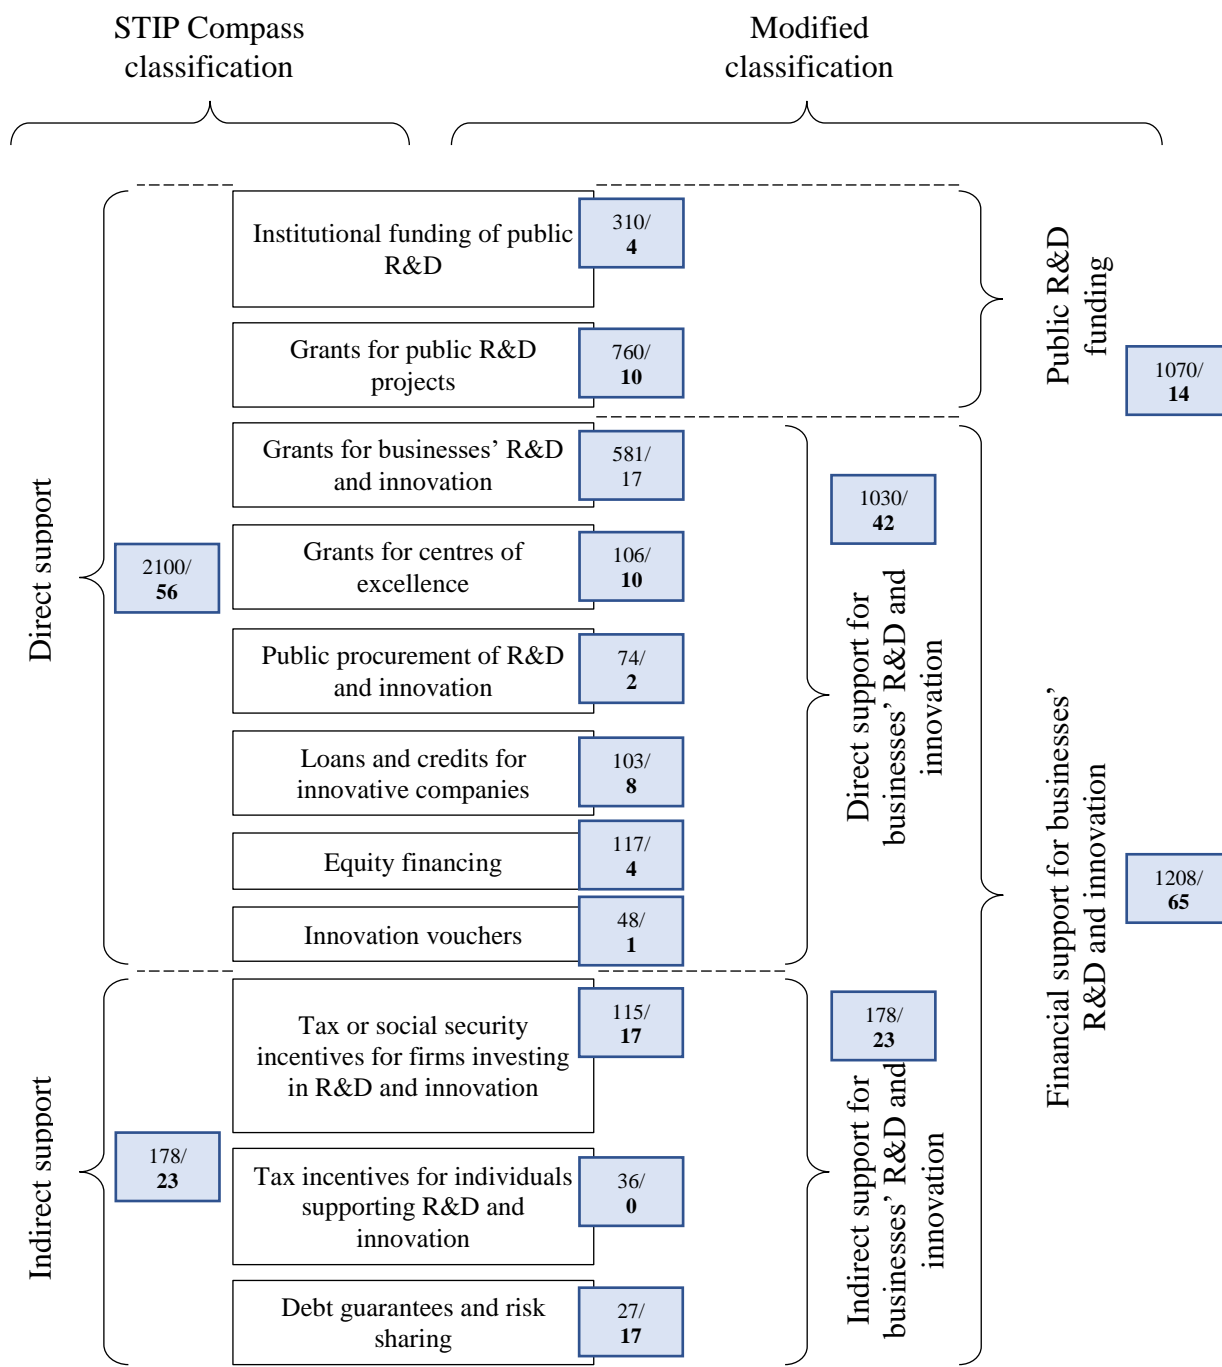 STIP Compass
classification
Modified
classification
Direct support
2100/
56
Institutional funding of public
R&D
310/
4
Grants for public R&D
projects
760/
10
Public R&D
funding
1070/
14
Grants for businesses’ R&D
and innovation
581/
17
Grants for centres of
excellence
106/
10
Public procurement of R&D
and innovation
74/
2
Loans and credits for
innovative companies
103/
8
Equity financing
117/
4
Innovation vouchers
48/
1
1030/
42
Direct support for
businesses’ R&D and
innovation
Indirect support
178/
23
Tax or social security
incentives for firms investing
in R&D and innovation
115/
17
Tax incentives for individuals
supporting R&D and
innovation
36/
0
Debt guarantees and risk
sharing
27/
17
178/
23
Indirect support for
businesses’ R&D and
innovation
Financial support for businesses’
R&D and innovation
1208/
65